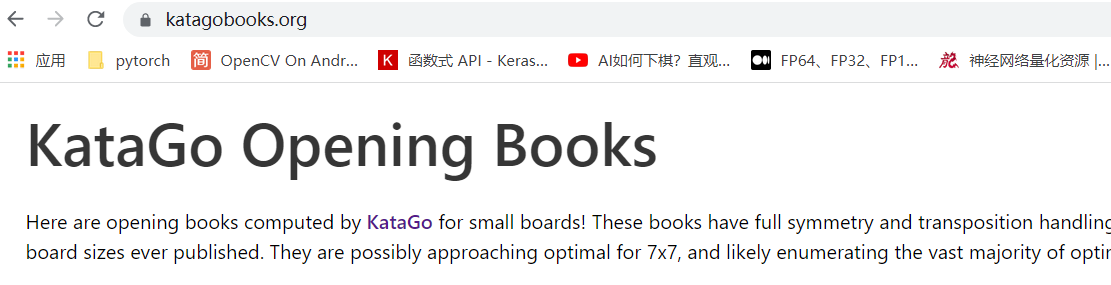 katagobooks.org
应用 pytorch 简 OpenCV On Andr... K 函数式 API - Keras... AI如何下棋？直观... FP64、FP32、FP1... 神经网络量化资源 |...
KataGo Opening Books
Here are opening books computed by KataGo for small boards! These books have full symmetry and transposition handling
board sizes ever published. They are possibly approaching optimal for 7x7, and likely enumerating the vast majority of